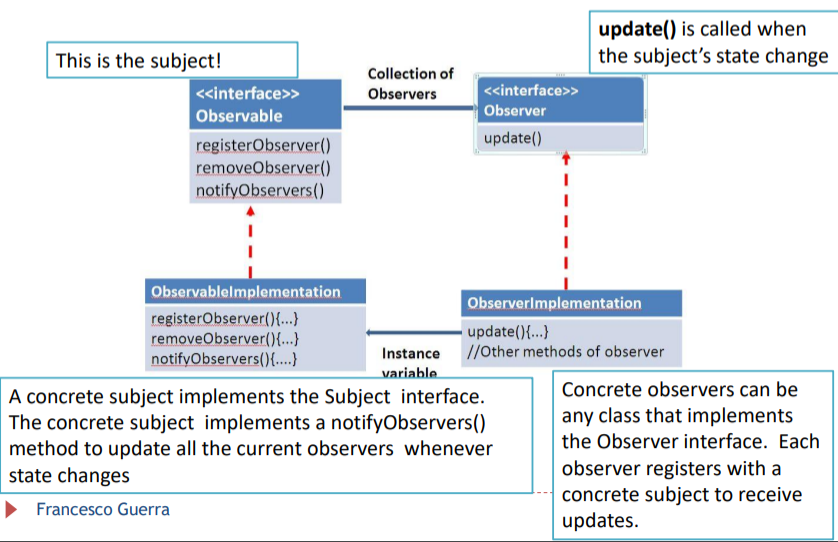 This is the subject!
update() is called when
the subject's state change
Collection of
Observers
<<interface>>
Observable
registerObserver()
removeObserver()
notifyObservers()
<<interface>>
Observer
update()
ObservableImplementation
registerObserver(){...}
removeObserver(){...}
notifyObservers(){....}
Instance
variable
ObserverImplementation
update(){...}
//Other methods of observer
A concrete subject implements the Subject interface.
The concrete subject implements a notifyObservers()
method to update all the current observers whenever
state changes
Concrete observers can be
any class that implements
the Observer interface. Each
observer registers with a
concrete subject to receive
updates.
Francesco Guerra